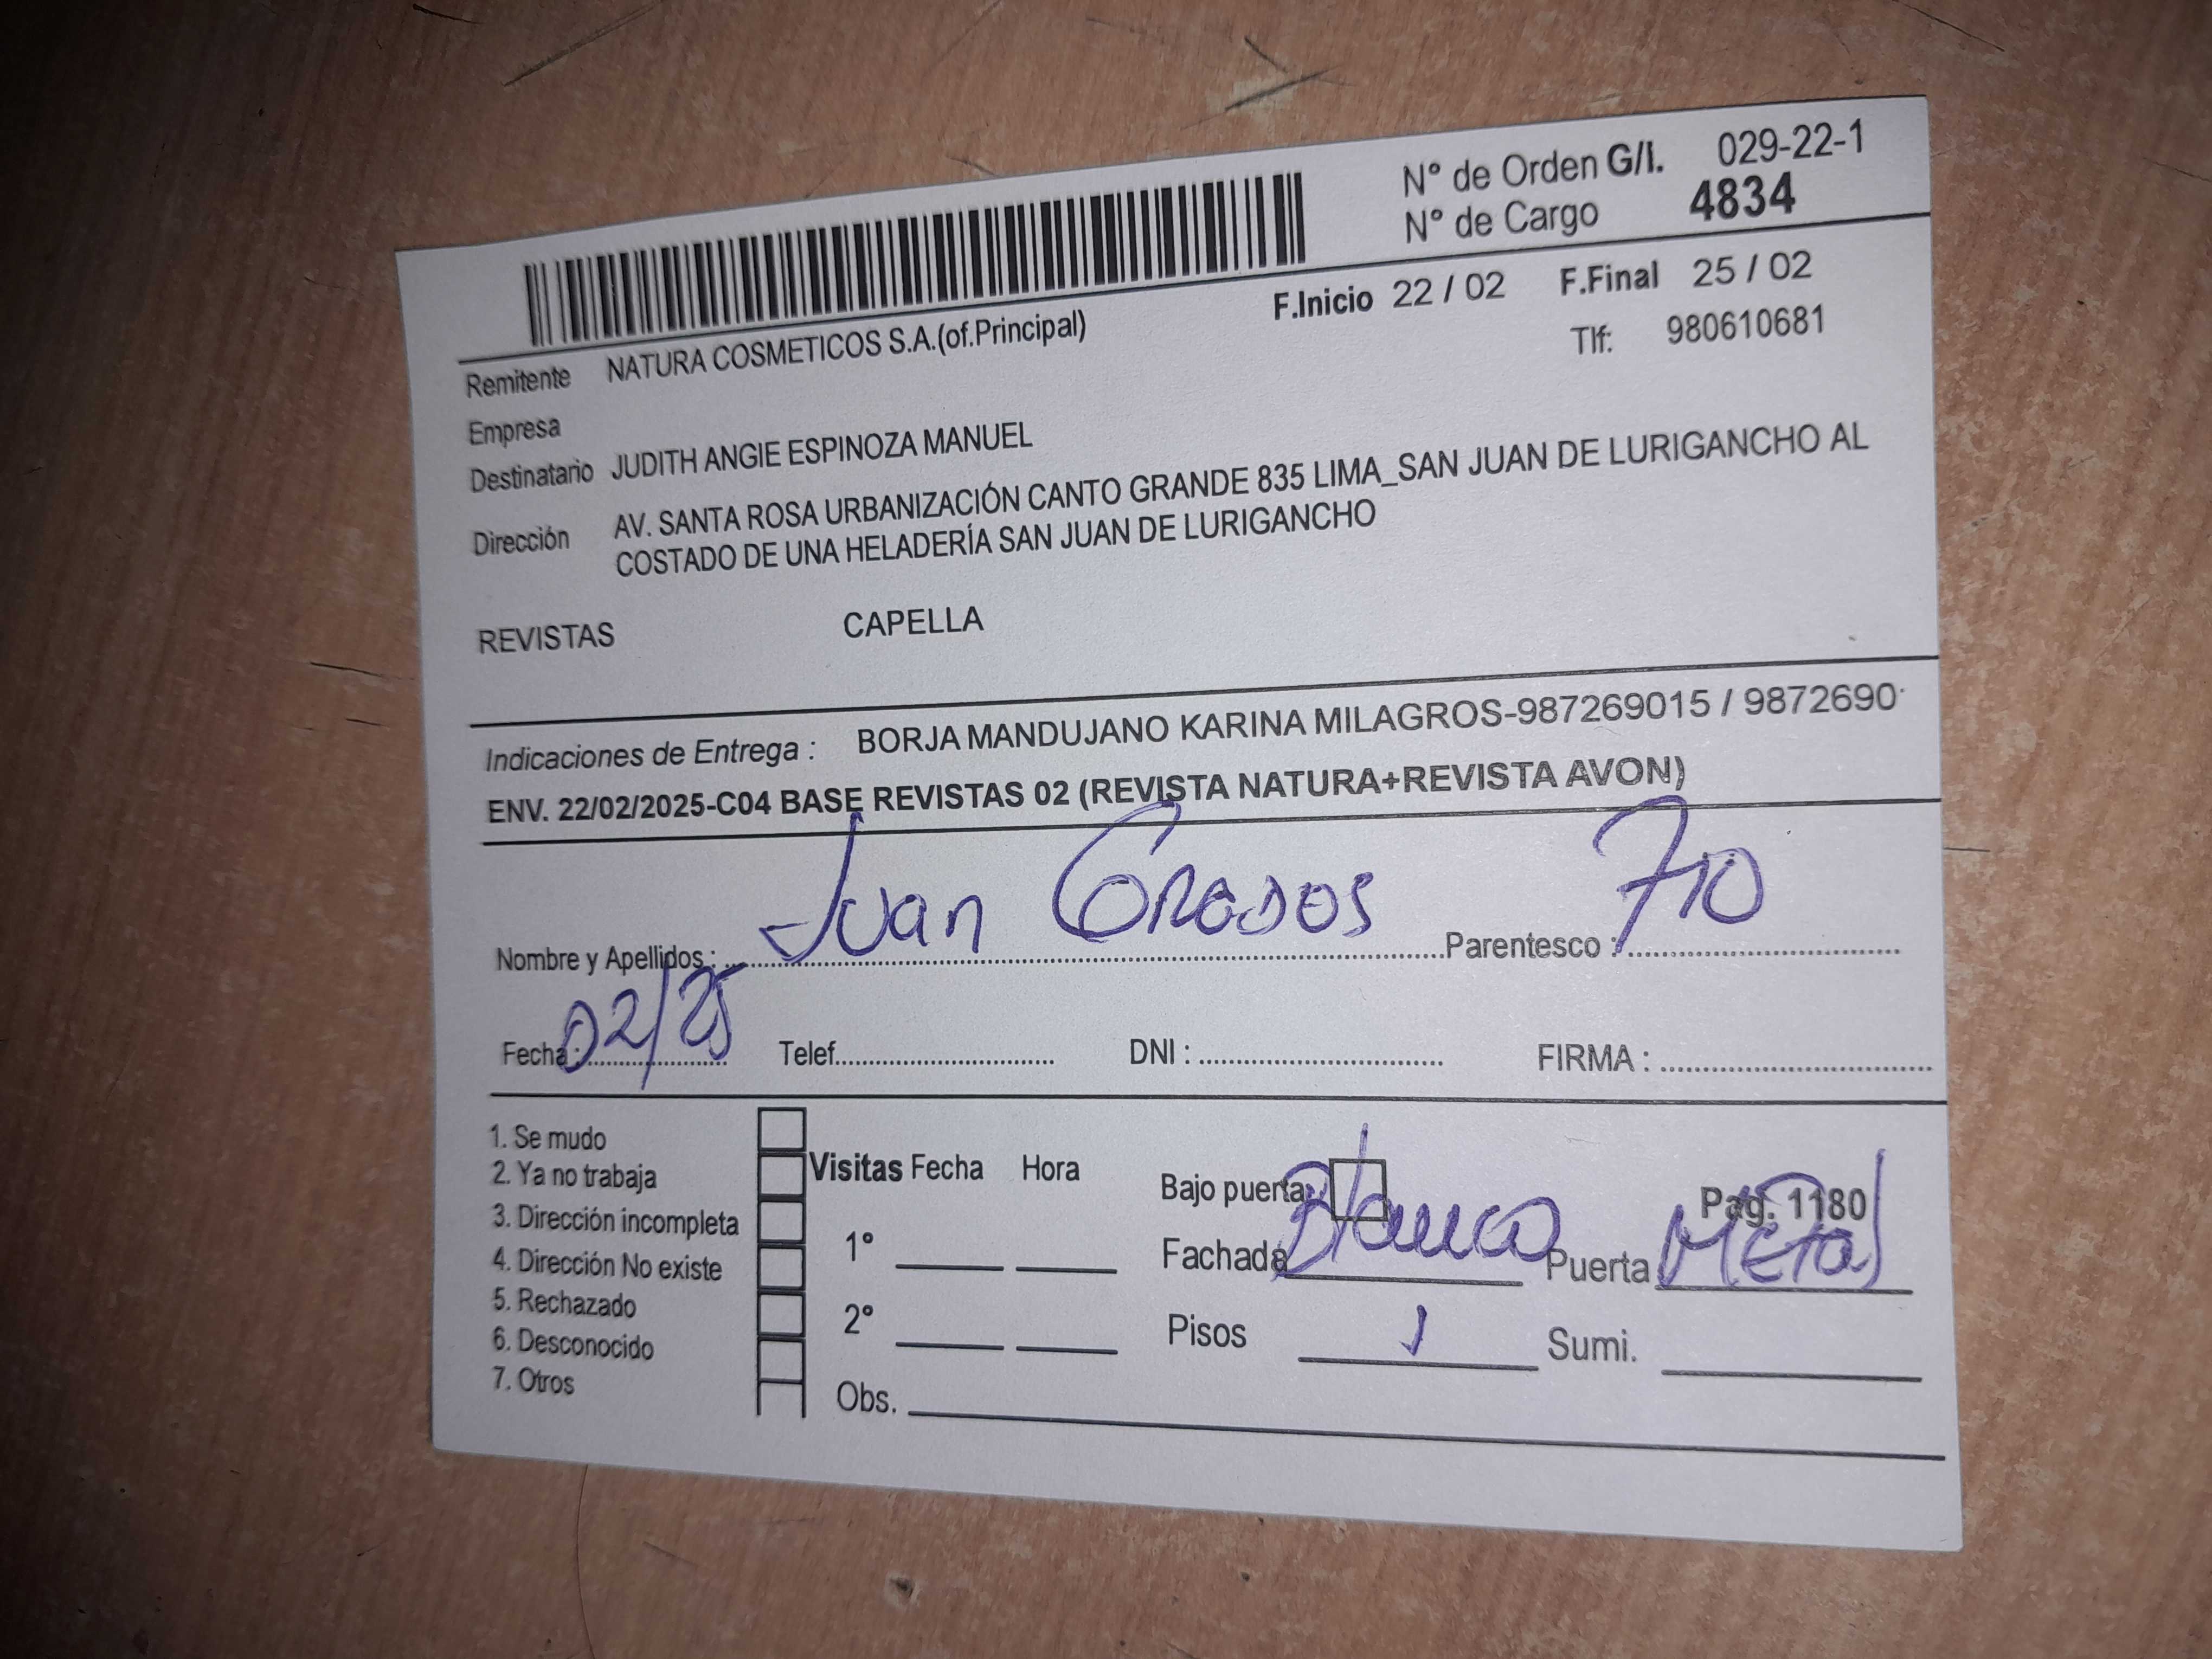 N° de Orden G/I. 029-22-1
N° de Cargo 4834
F.Inicio 22 / 02 F.Final 25 / 02
Remitente NATURA COSMETICOS S.A.(of.Principal) Tlf: 980610681
Empresa
Destinatario JUDITH ANGIE ESPINOZA MANUEL
Dirección AV. SANTA ROSA URBANIZACIÓN CANTO GRANDE 835 LIMA_SAN JUAN DE LURIGANCHO AL
COSTADO DE UNA HELADERÍA SAN JUAN DE LURIGANCHO
REVISTAS CAPELLA
Indicaciones de Entrega : BORJA MANDUJANO KARINA MILAGROS-987269015 / 9872690
ENV. 22/02/2025-C04 BASE REVISTAS 02 (REVISTA NATURA+REVISTA AVON)
Nombre y Apellidos : Juan Parentesco : TIO
Fecha : 02/25 Telef. DNI : FIRMA :
1. Se mudo
2. Ya no trabaja
3. Dirección incompleta
4. Dirección No existe
5. Rechazado
6. Desconocido
7. Otros
Visitas Fecha Hora
1°
2°
Obs.
Bajo puerta Pag. 1180
Fachada Blanco Puerta Metal
Pisos 1 Sumi.